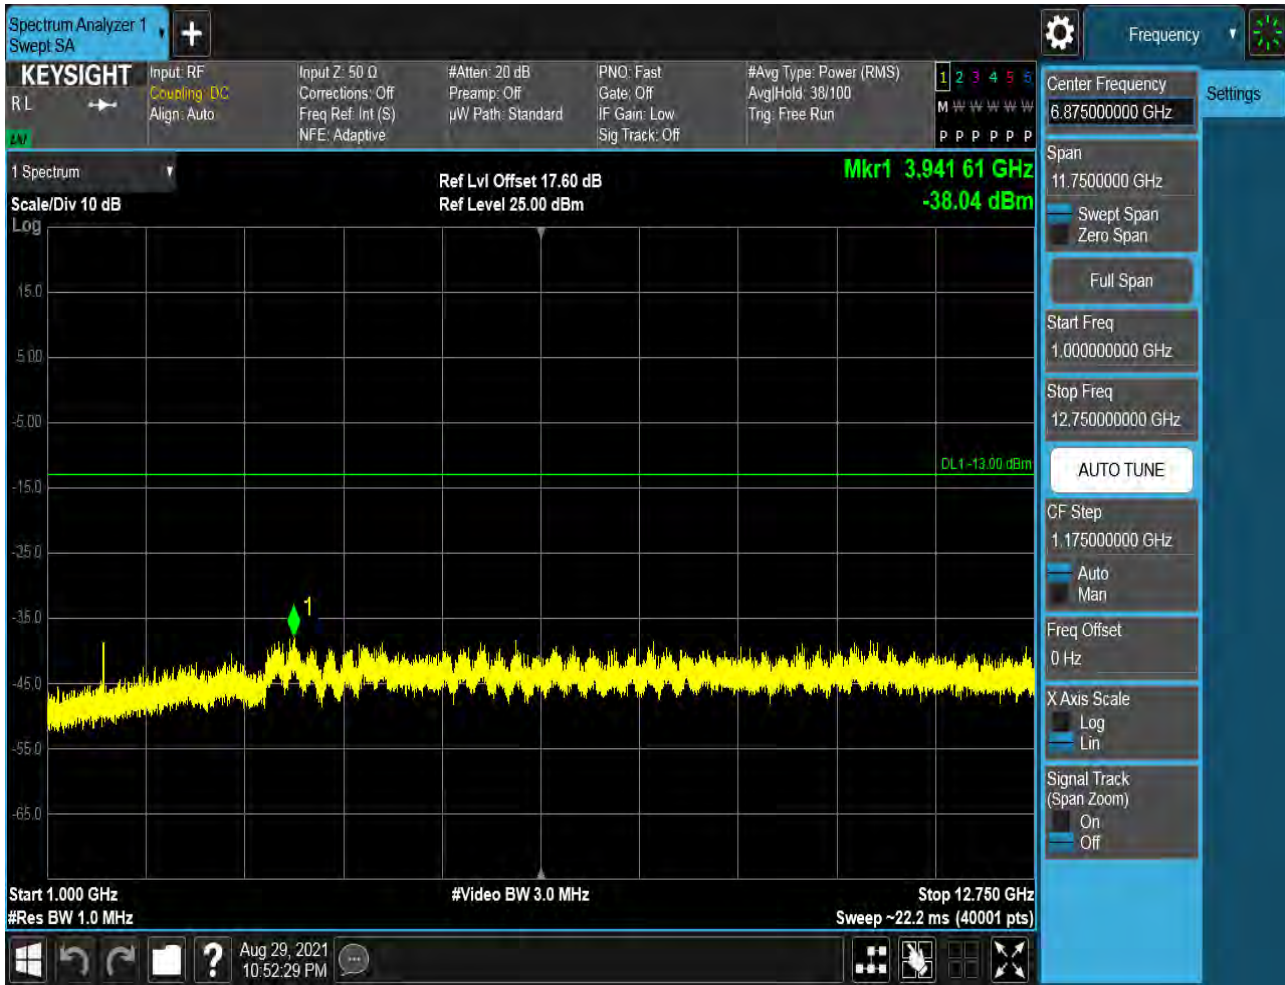 Spectrum Analyzer 1
Swept SA
+
Frequency
KEYSIGHT
R L
LNI
Input: RF
Coupling: DC
Align: Auto
Input Z: 50 Ω
Corrections: Off
Freq Ref: Int (S)
NFE: Adaptive
#Atten: 20 dB
Preamp: Off
µW Path: Standard
PNO: Fast
Gate: Off
IF Gain: Low
Sig Track: Off
#Avg Type: Power (RMS)
Avg|Hold: 38/100
Trig: Free Run
1 2 3 4 5 6
M W W W W W
P P P P P P
1 Spectrum
Scale/Div 10 dB
Log
Ref Lvl Offset 17.60 dB
Ref Level 25.00 dBm
Mkr1 3.941 61 GHz
-38.04 dBm
15.0
5.00
-5.00
DL1 -13.00 dBm
-15.0
-25.0
1
-35.0
-45.0
-55.0
-65.0
Start 1.000 GHz
#Res BW 1.0 MHz
#Video BW 3.0 MHz
Stop 12.750 GHz
Sweep ~22.2 ms (40001 pts)
?
Aug 29, 2021
10:52:29 PM
Center Frequency
6.875000000 GHz
Settings
Span
11.7500000 GHz
Swept Span
Zero Span
Full Span
Start Freq
1.000000000 GHz
Stop Freq
12.750000000 GHz
AUTO TUNE
CF Step
1.175000000 GHz
Auto
Man
Freq Offset
0 Hz
X Axis Scale
Log
Lin
Signal Track
(Span Zoom)
On
Off